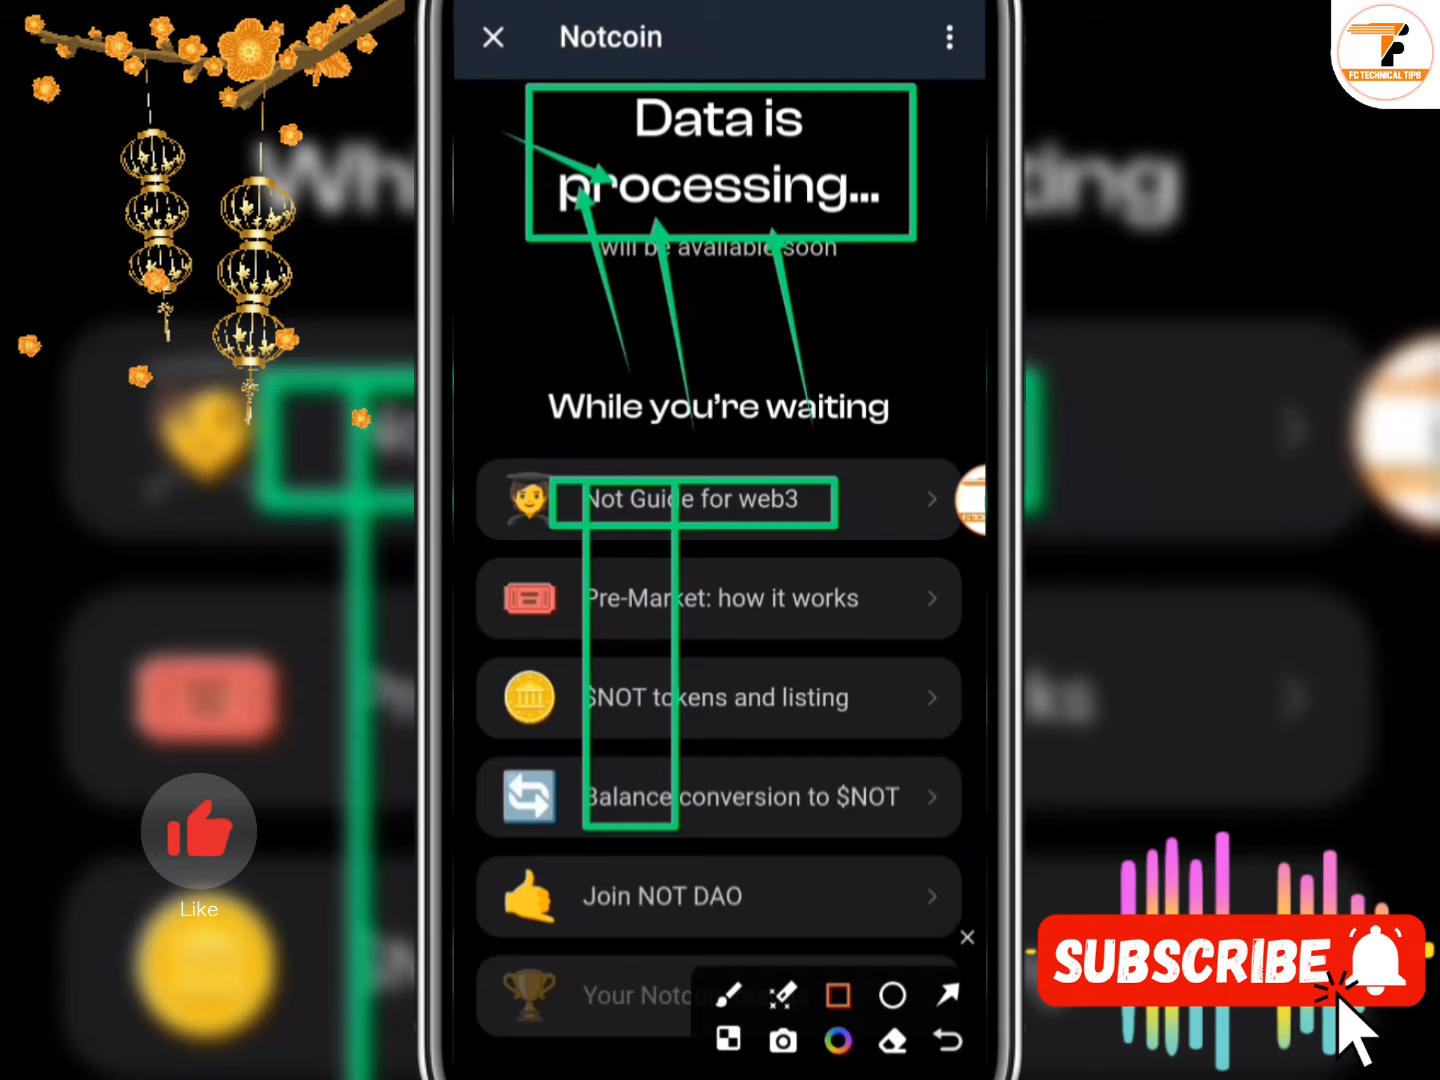 Notcoin
FC TECHNICAL TIPS
Data is
processing...
will be available soon
While you're waiting
Not Guide for web3
Pre-Market: how it works
$NOT tokens and listing
Balance conversion to $NOT
Join NOT DAO
Your Notcoin
Like
SUBSCRIBE